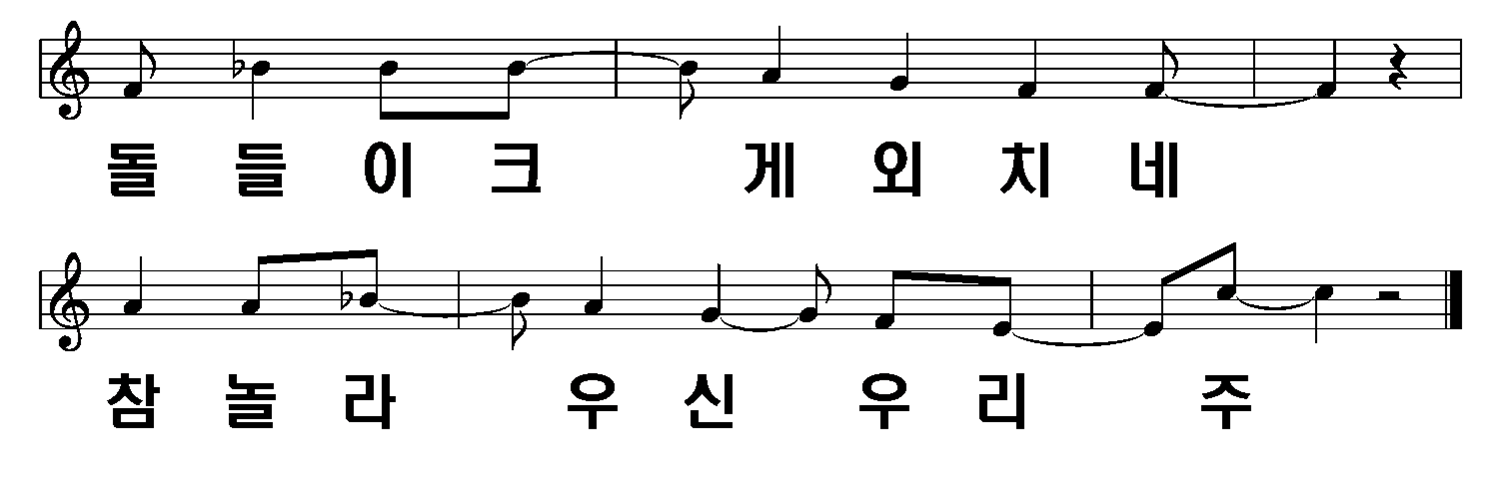 돌 들 이 크 게 외 치 네
참 놀 라 우 신 우 리 주